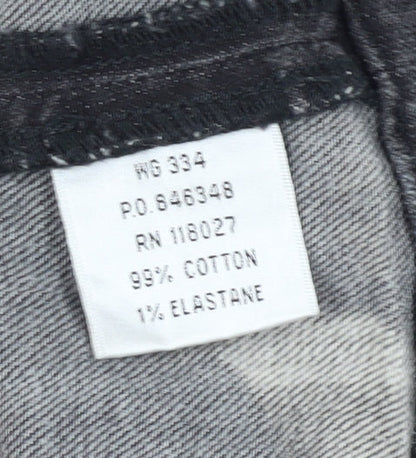 WG 334
P.O. 846348
RN 118027
99% COTTON
1% ELASTANE